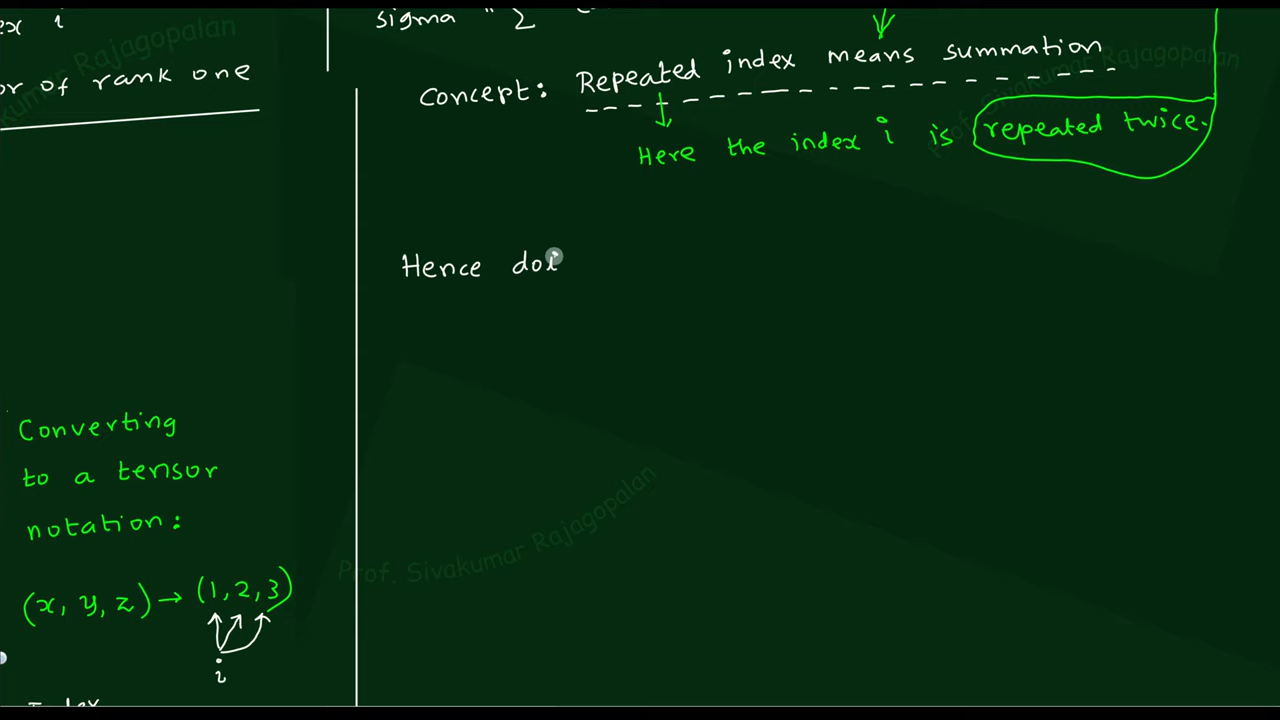 i
or of rank one
sigma " Σ
Concept: Repeated index means summation
Here the index i is repeated twice.
Hence doi
Converting
to a tensor
notation:
(x, y, z) → (1, 2, 3)
i
Prof. Sivakumar Rajagopalan